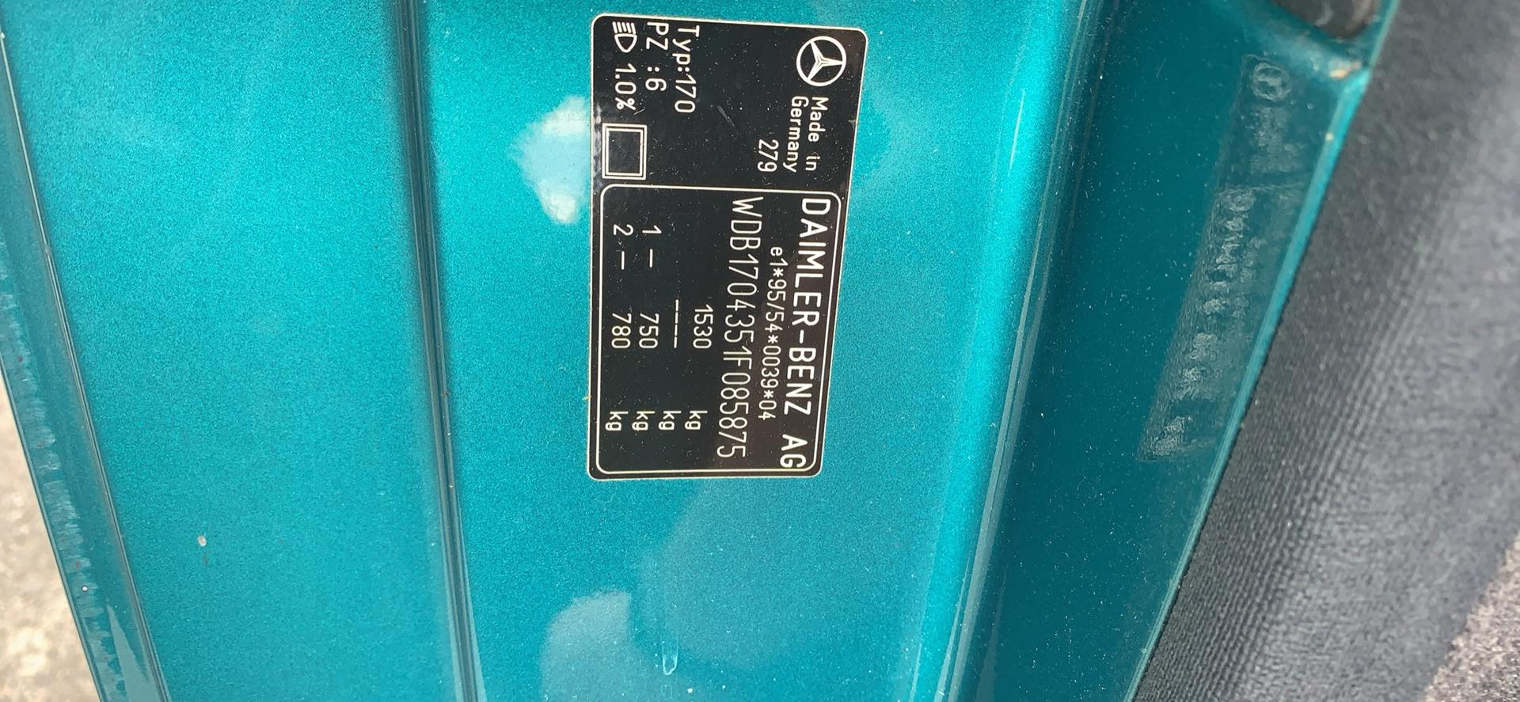 Made in
Germany
279
Typ:170
PZ :6
1.0%
DAIMLER-BENZ AG
e1*95/54*0039*04
WDB1704351F085875
1530 kg
---- kg
1 — 750 kg
2 — 780 kg